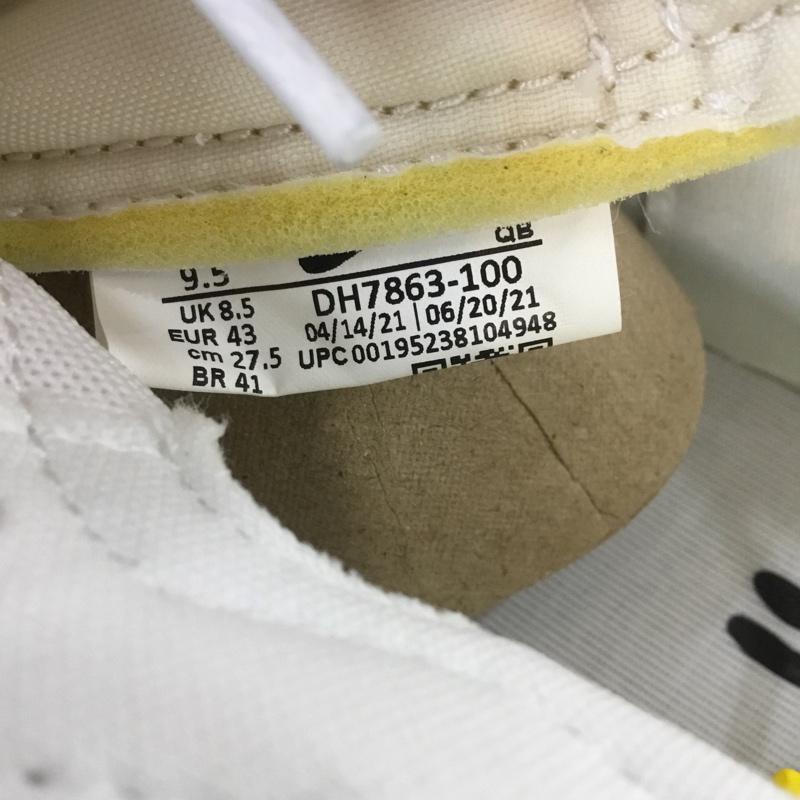 QB
9.5
UK 8.5
EUR 43
cm 27.5
BR 41
DH7863-100
04/14/21 | 06/20/21
UPC 00195238104948